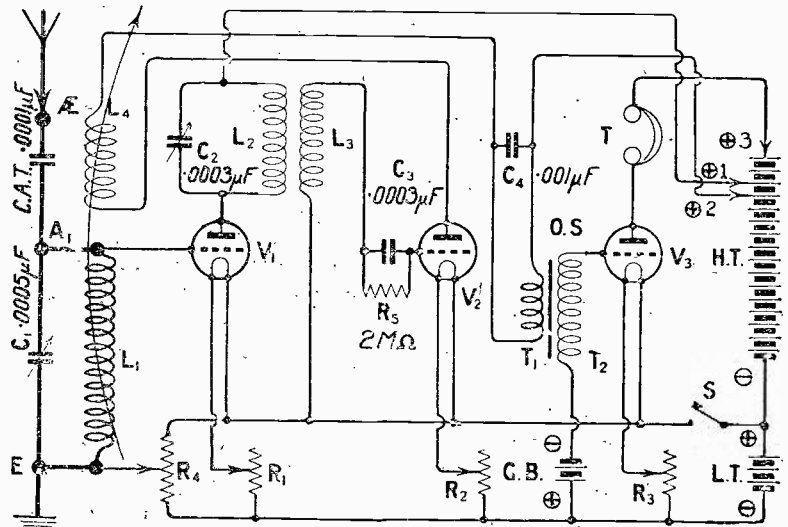 Æ
C.A.T. ·0001µF
L4
C2
·0003µF
L2
L3
C3
·0003µF
C4
·001µF
T
⊕3
⊕1
⊕2
O.S
H.T.
A1
V1
V2
V3
C1 ·0005µF
L1
R5
2MΩ
T1
T2
⊖
S
⊕
E
R4
R1
R2
⊖
G.B.
⊕
R3
L.T.
⊖